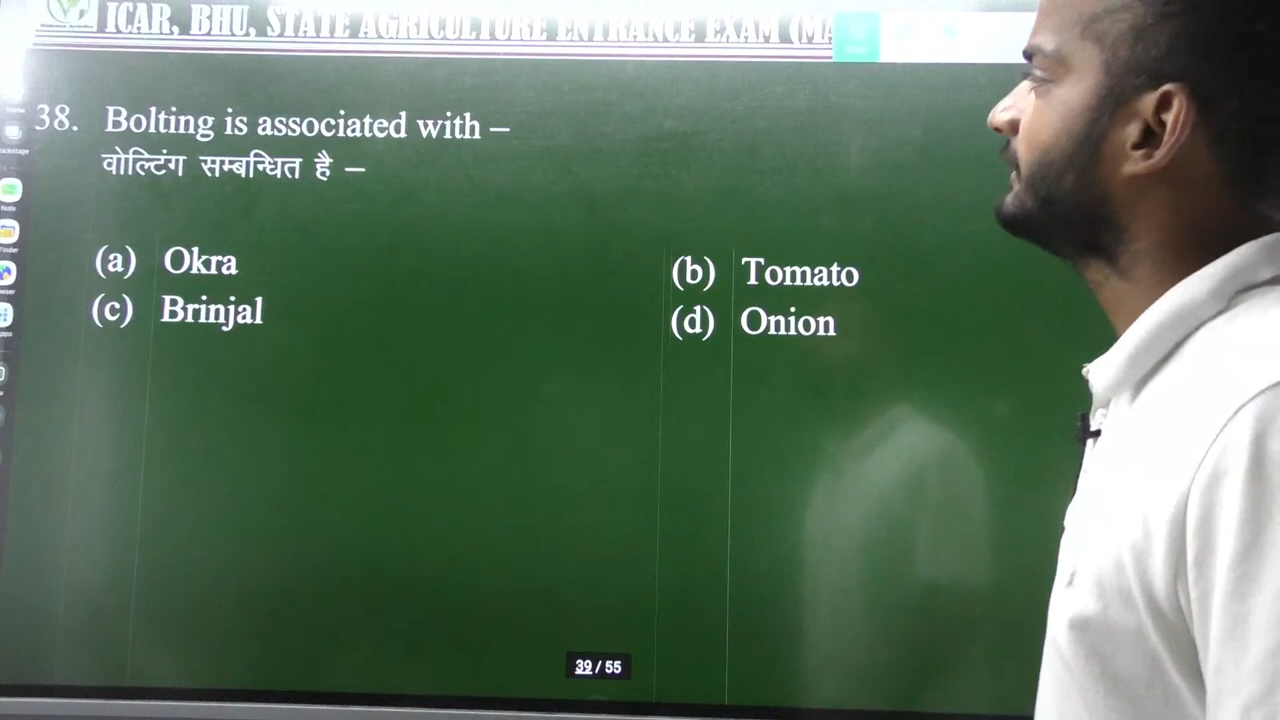 ICAR, BHU, STATE AGRICULTURE ENTRANCE EXAM
38. Bolting is associated with –
वोल्टिंग सम्बन्धित है –
(a) Okra
(b) Tomato
(c) Brinjal
(d) Onion
39 / 55